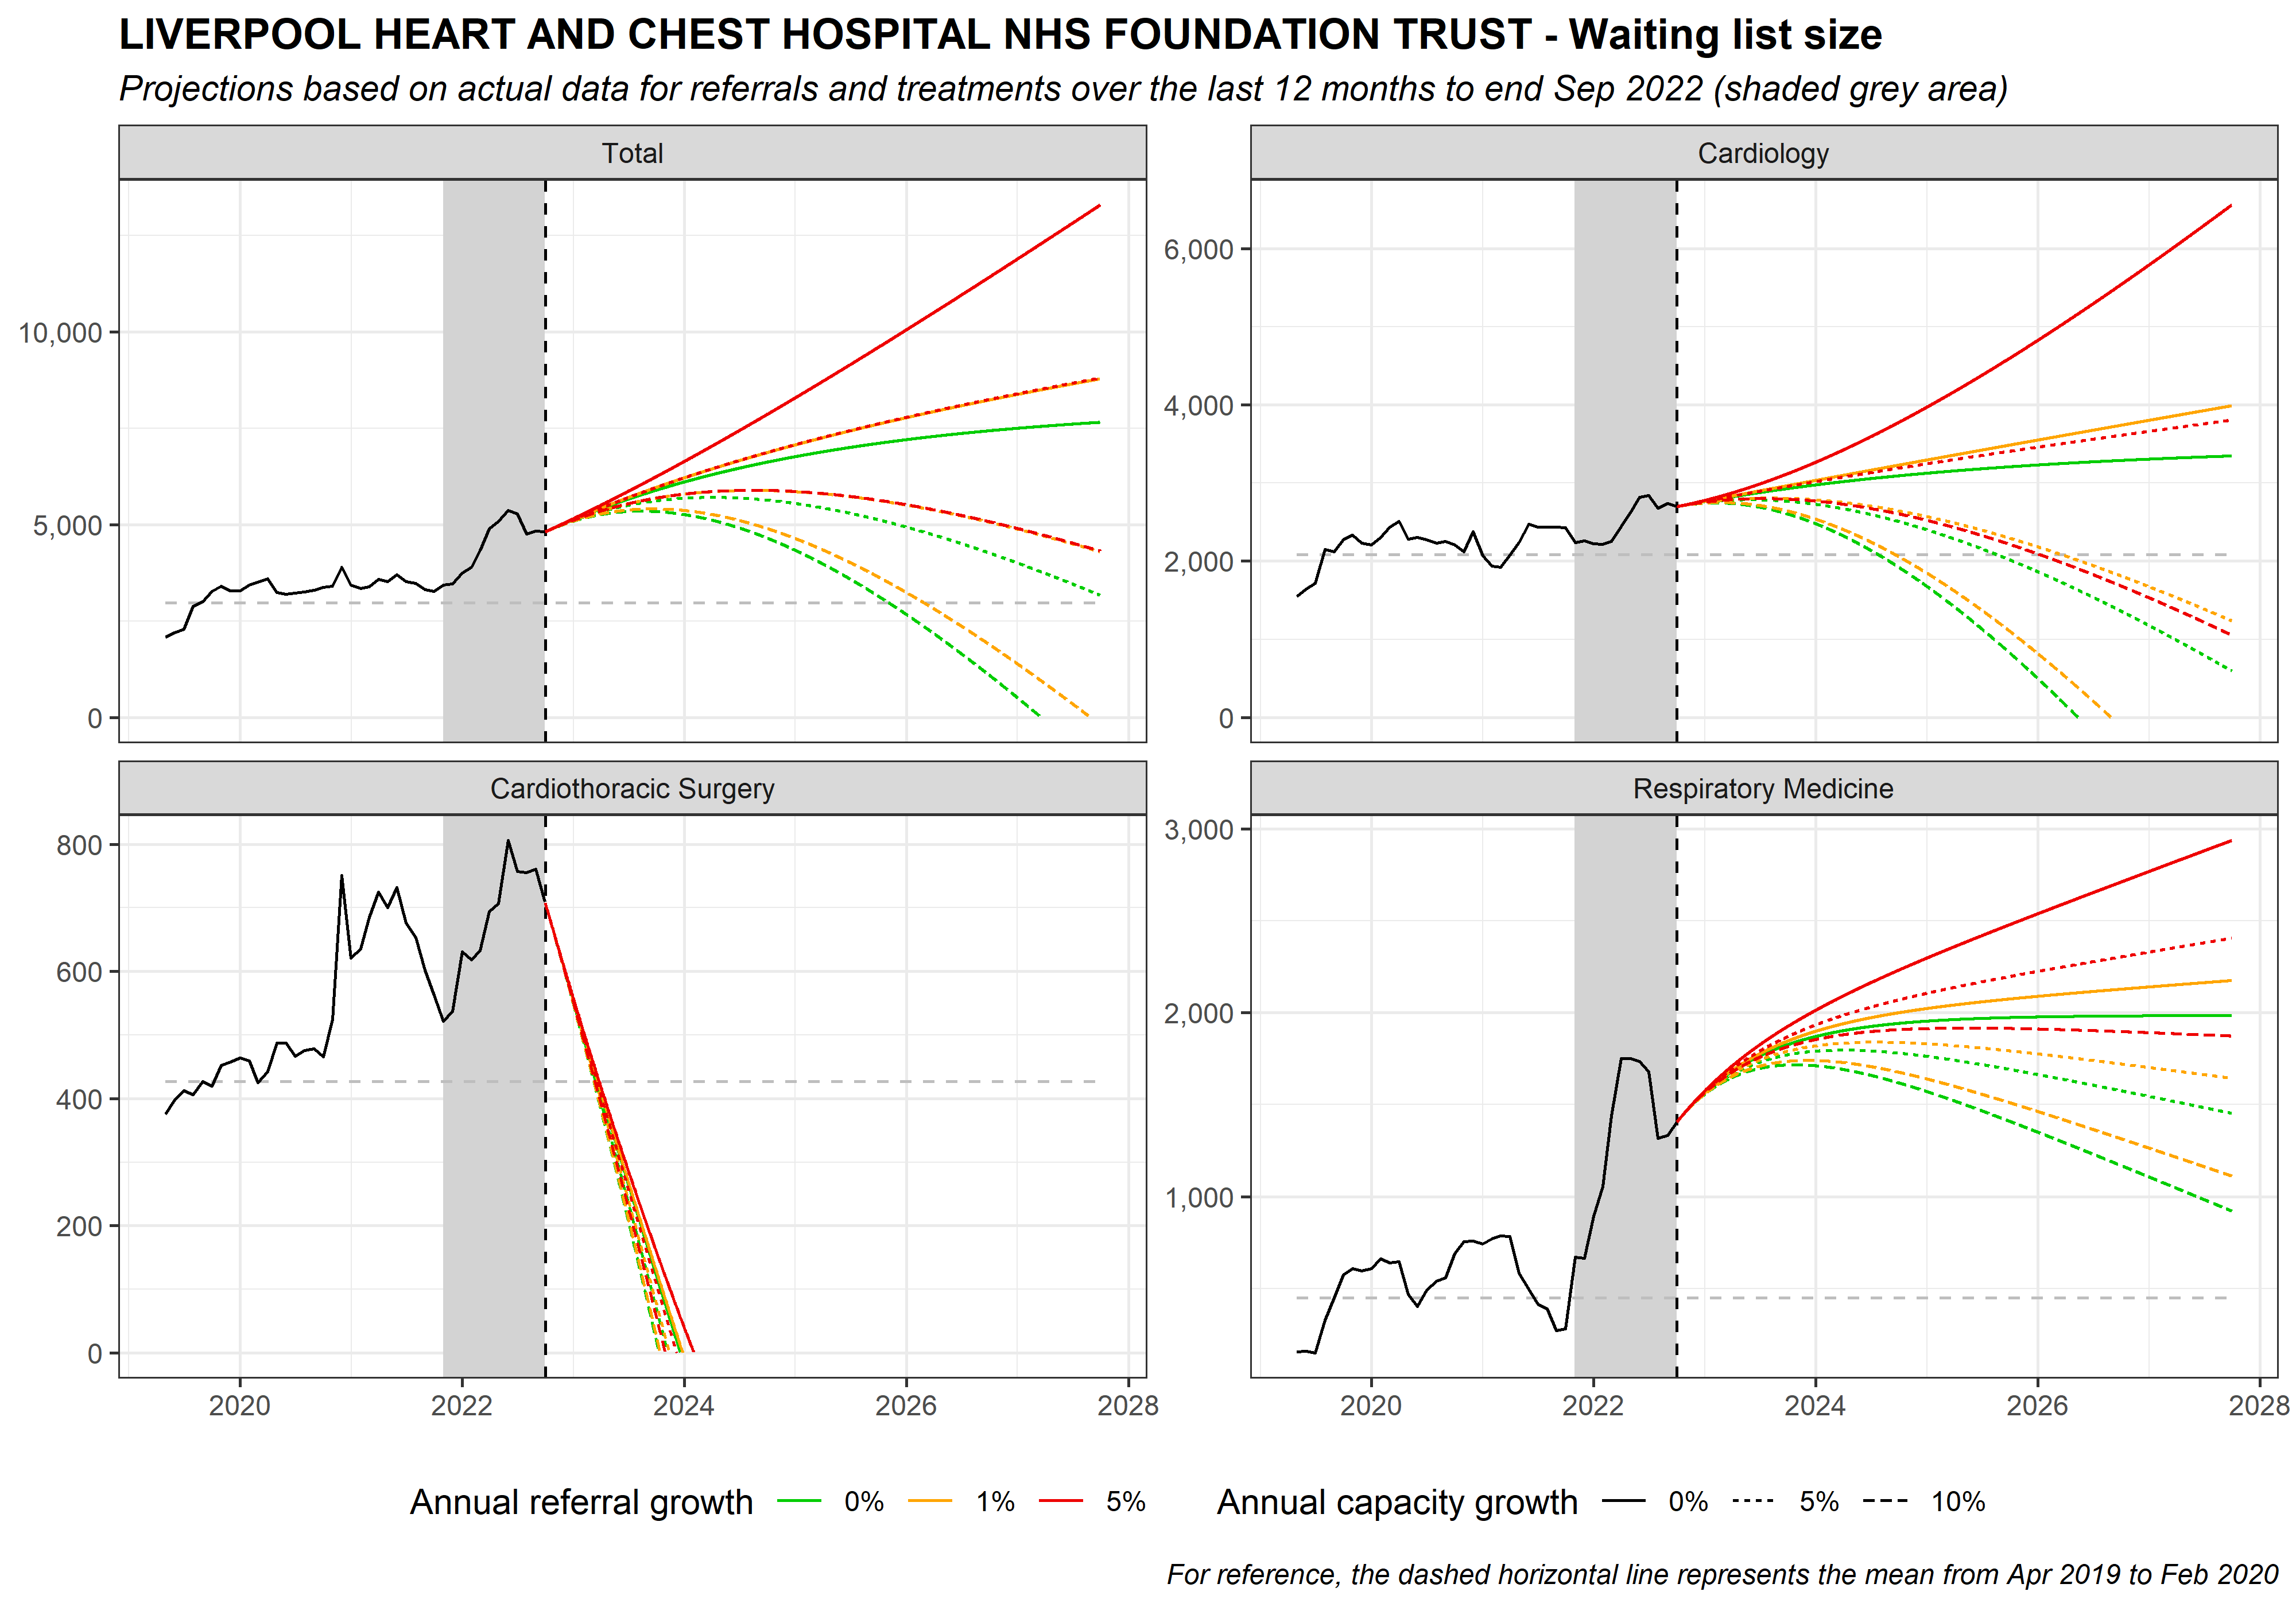 LIVERPOOL HEART AND CHEST HOSPITAL NHS FOUNDATION TRUST - Waiting list size
Projections based on actual data for referrals and treatments over the last 12 months to end Sep 2022 (shaded grey area)
Total
10,000
5,000
0
Cardiology
6,000
4,000
2,000
0
Cardiothoracic Surgery
800
600
400
200
0
2020 2022 2024 2026 2028
Respiratory Medicine
3,000
2,000
1,000
2020 2022 2024 2026 2028
Annual referral growth 0% 1% 5%
Annual capacity growth 0% 5% 10%
For reference, the dashed horizontal line represents the mean from Apr 2019 to Feb 2020